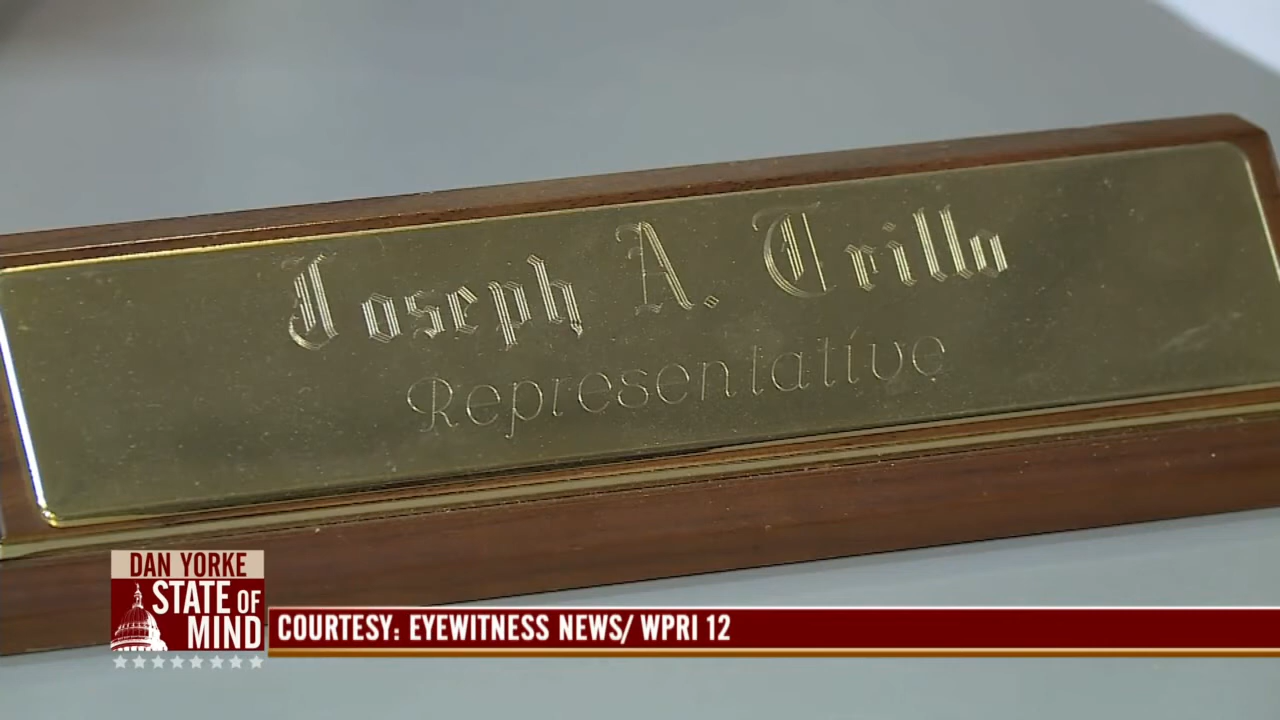 Joseph A. Trillo
Representative
DAN YORKE
STATE OF
MIND
COURTESY: EYEWITNESS NEWS/ WPRI 12